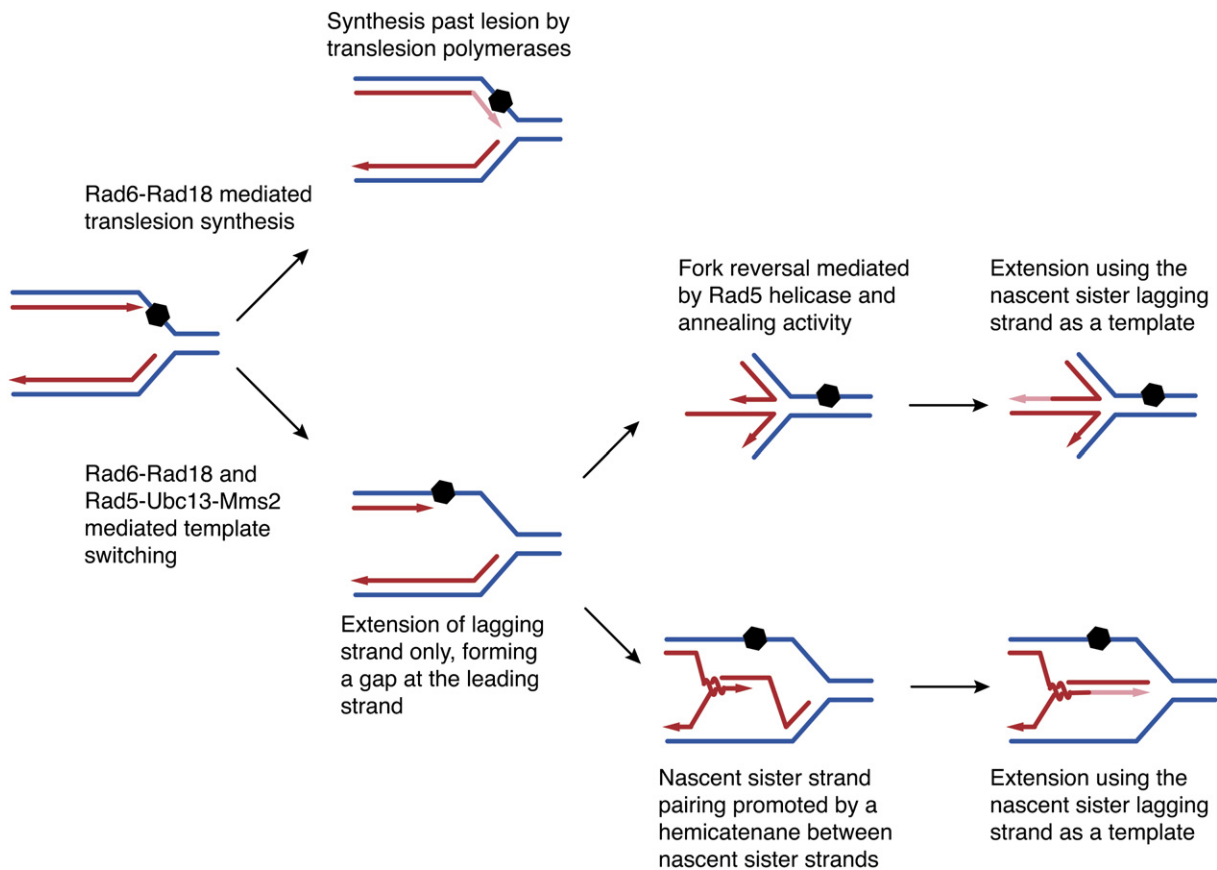 Synthesis past lesion by
translesion polymerases
Rad6-Rad18 mediated
translesion synthesis
Rad6-Rad18 and
Rad5-Ubc13-Mms2
mediated template
switching
Extension of lagging
strand only, forming
a gap at the leading
strand
Fork reversal mediated
by Rad5 helicase and
annealing activity
Extension using the
nascent sister lagging
strand as a template
Nascent sister strand
pairing promoted by a
hemicatenane between
nascent sister strands
Extension using the
nascent sister lagging
strand as a template